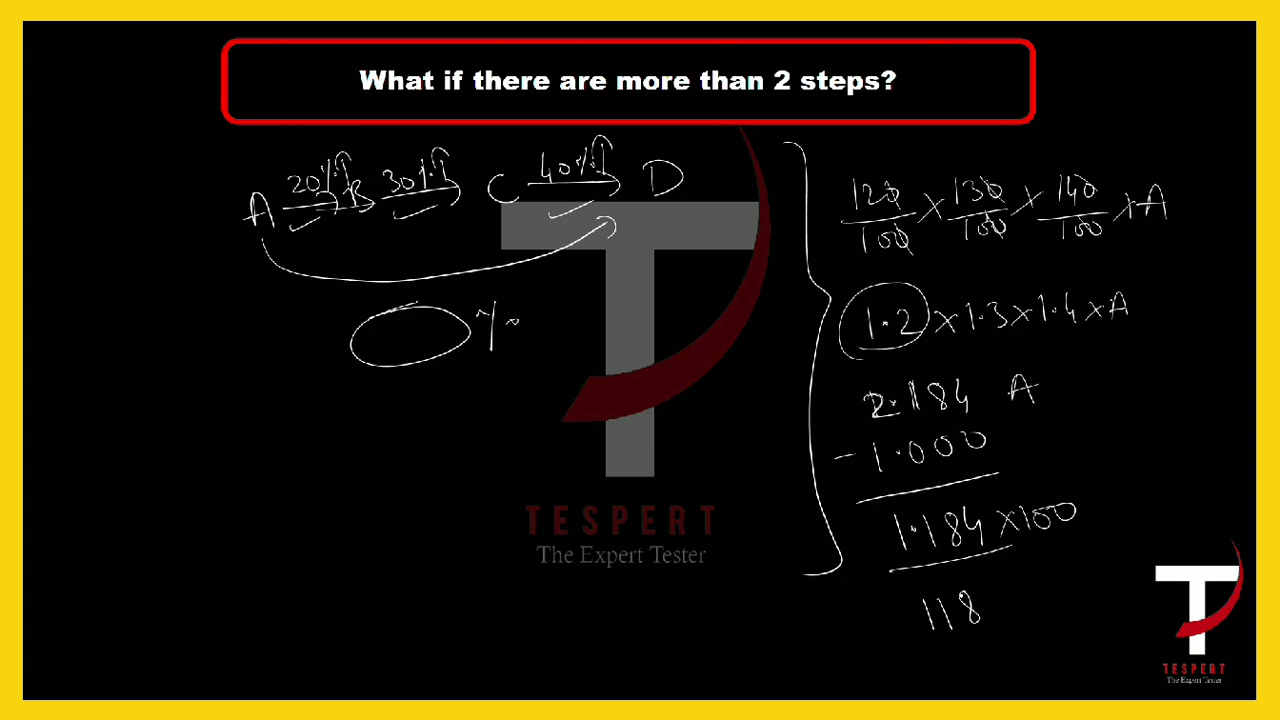 What if there are more than 2 steps?
A 20%↑ B 30%↑ C 40%↑ D
%
120/100 × 130/100 × 140/100 × A
1.2 × 1.3 × 1.4 × A
2.184 A
- 1.000
1.184 × 100
118
TESPERT
The Expert Tester
TESPERT
The Expert Tester